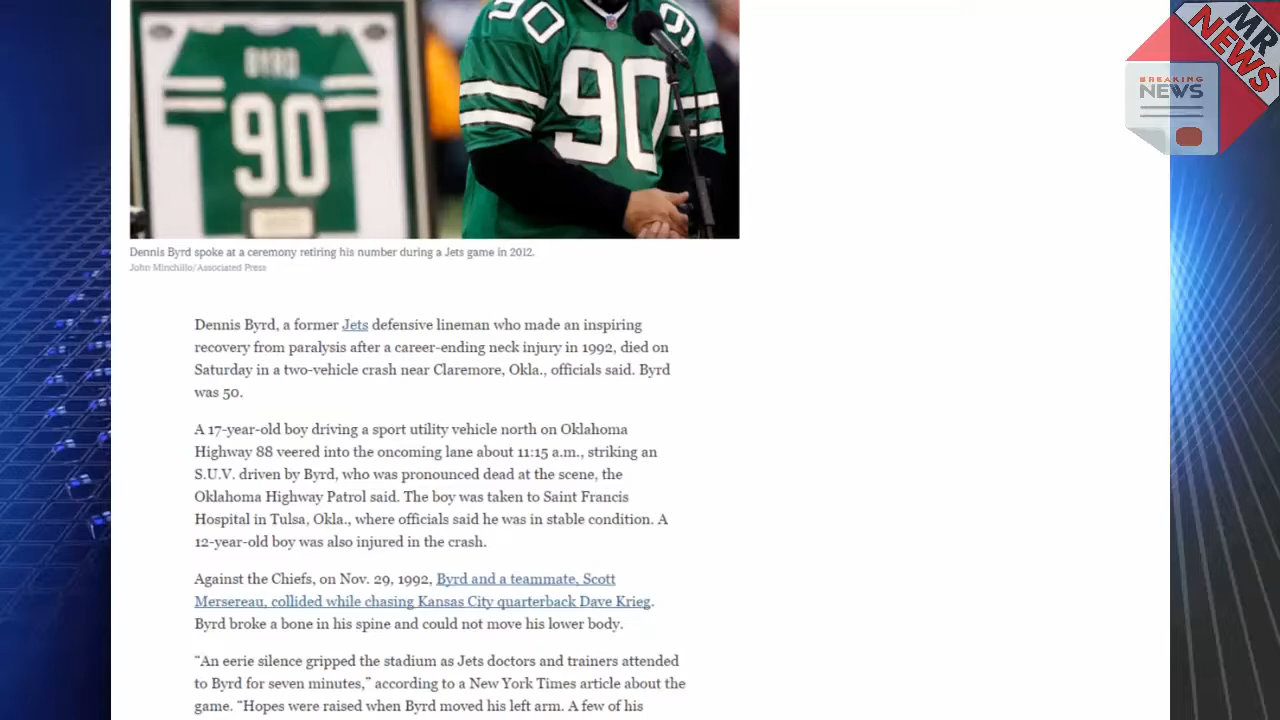 BYRD
90
90
90
9
MR
NEWS
BREAKING
NEWS
Dennis Byrd spoke at a ceremony retiring his number during a Jets game in 2012.
John Minchillo/Associated Press
Dennis Byrd, a former Jets defensive lineman who made an inspiring
recovery from paralysis after a career-ending neck injury in 1992, died on
Saturday in a two-vehicle crash near Claremore, Okla., officials said. Byrd
was 50.
A 17-year-old boy driving a sport utility vehicle north on Oklahoma
Highway 88 veered into the oncoming lane about 11:15 a.m., striking an
S.U.V. driven by Byrd, who was pronounced dead at the scene, the
Oklahoma Highway Patrol said. The boy was taken to Saint Francis
Hospital in Tulsa, Okla., where officials said he was in stable condition. A
12-year-old boy was also injured in the crash.
Against the Chiefs, on Nov. 29, 1992, Byrd and a teammate, Scott
Mersereau, collided while chasing Kansas City quarterback Dave Krieg.
Byrd broke a bone in his spine and could not move his lower body.
“An eerie silence gripped the stadium as Jets doctors and trainers attended
to Byrd for seven minutes,” according to a New York Times article about the
game. “Hopes were raised when Byrd moved his left arm. A few of his